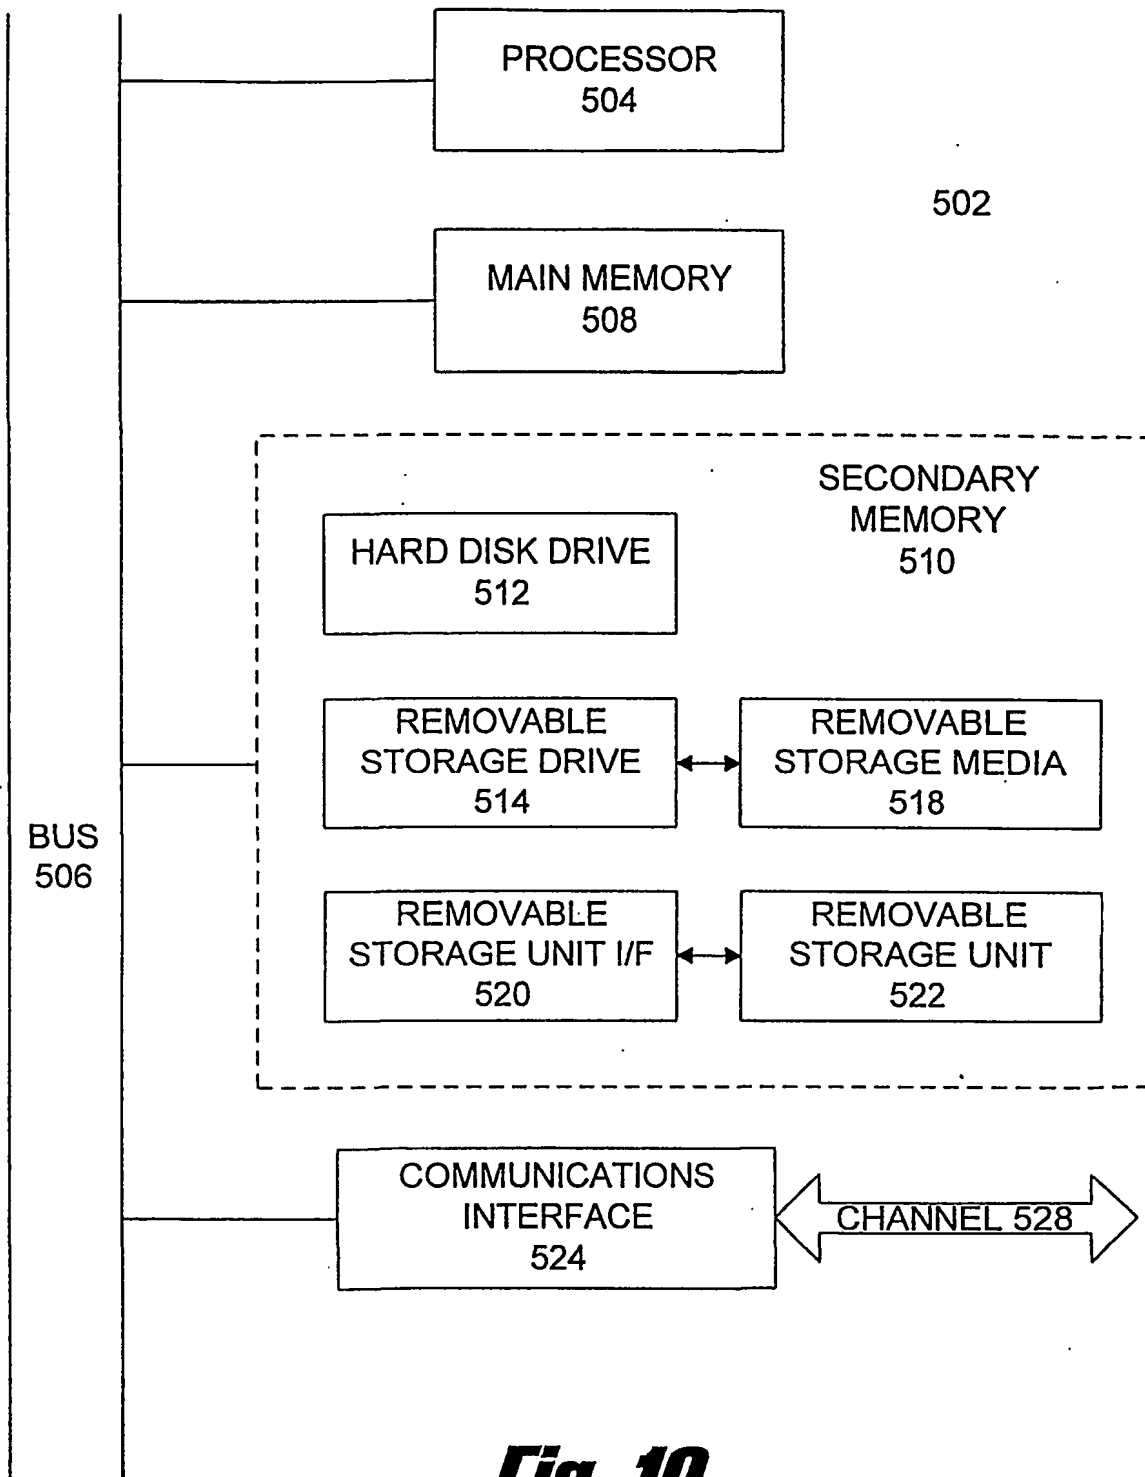 PROCESSOR
504
502
MAIN MEMORY
508
SECONDARY
MEMORY
510
HARD DISK DRIVE
512
REMOVABLE
STORAGE DRIVE
514
REMOVABLE
STORAGE MEDIA
518
BUS
506
REMOVABLE
STORAGE UNIT I/F
520
REMOVABLE
STORAGE UNIT
522
COMMUNICATIONS
INTERFACE
524
CHANNEL 528
Fig. 10